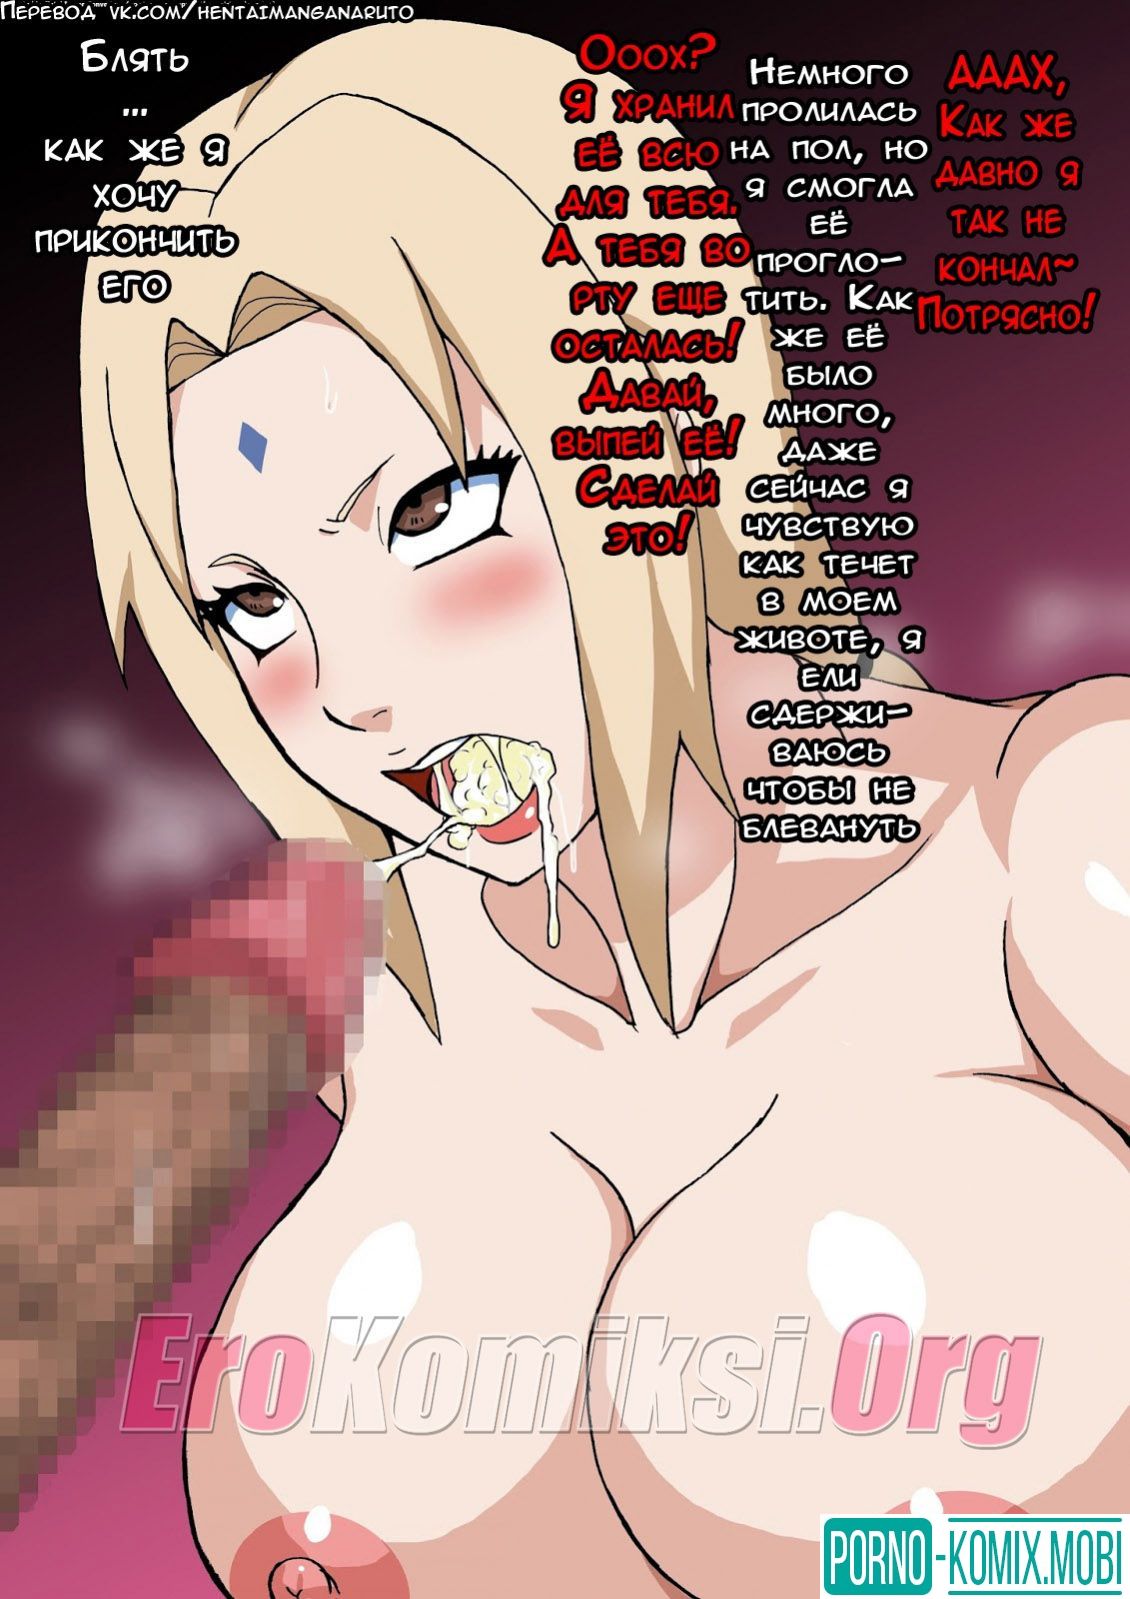 Перевод vk.com/hentaimanganaruto
Блять
...
как же я
хочу
прикончить
его
Ооох?
Я хранил
её всю
для тебя.
А тебя во
рту еще
осталась!
Давай,
выпей её!
Сделай
это!
Немного
пролилась
на пол, но
я смогла
её
прогло-
тить. Как
же её
было
много,
даже
сейчас я
чувствую
как течет
в моем
животе, я
ели
сдержи-
ваюсь
чтобы не
блевануть
ДААХ,
Как же
давно я
так не
кончал~
Потрясно!
EroKomiksi.Org
PORNO-KOMIX.MOBI